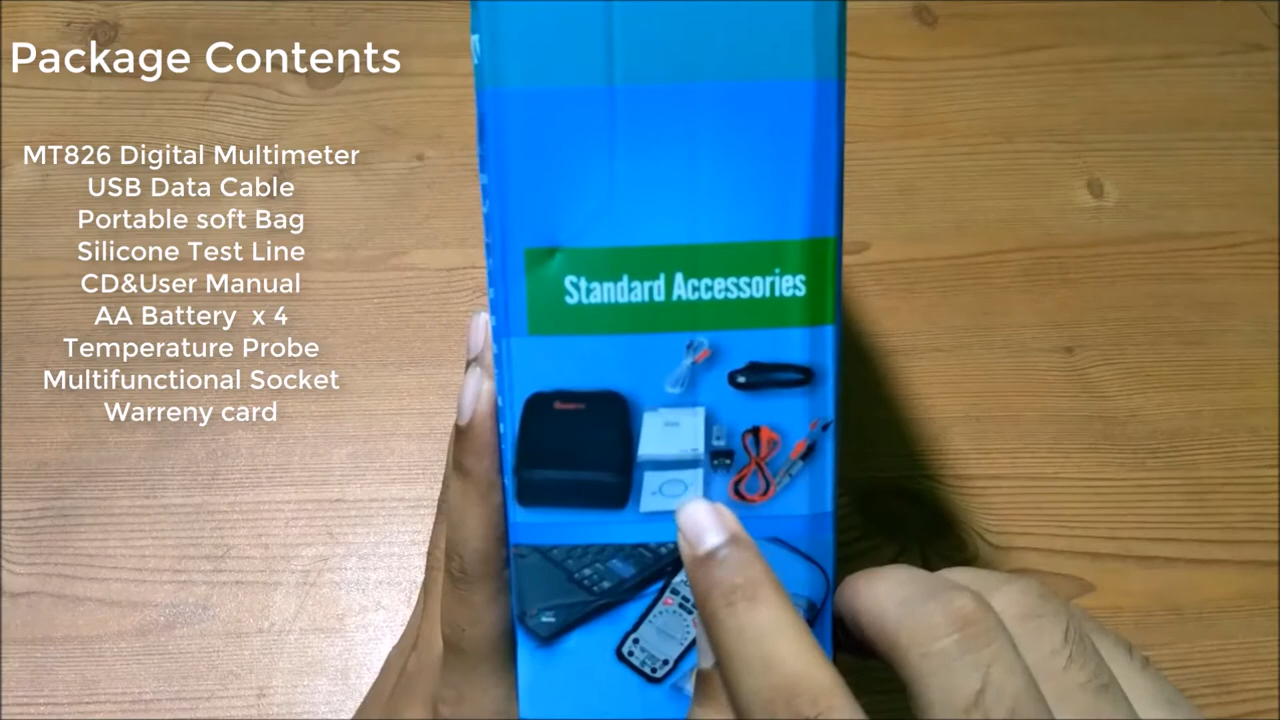 Package Contents
MT826 Digital Multimeter
USB Data Cable
Portable soft Bag
Silicone Test Line
CD&User Manual
AA Battery  x 4
Temperature Probe
Multifunctional Socket
Warreny card
Standard Accessories